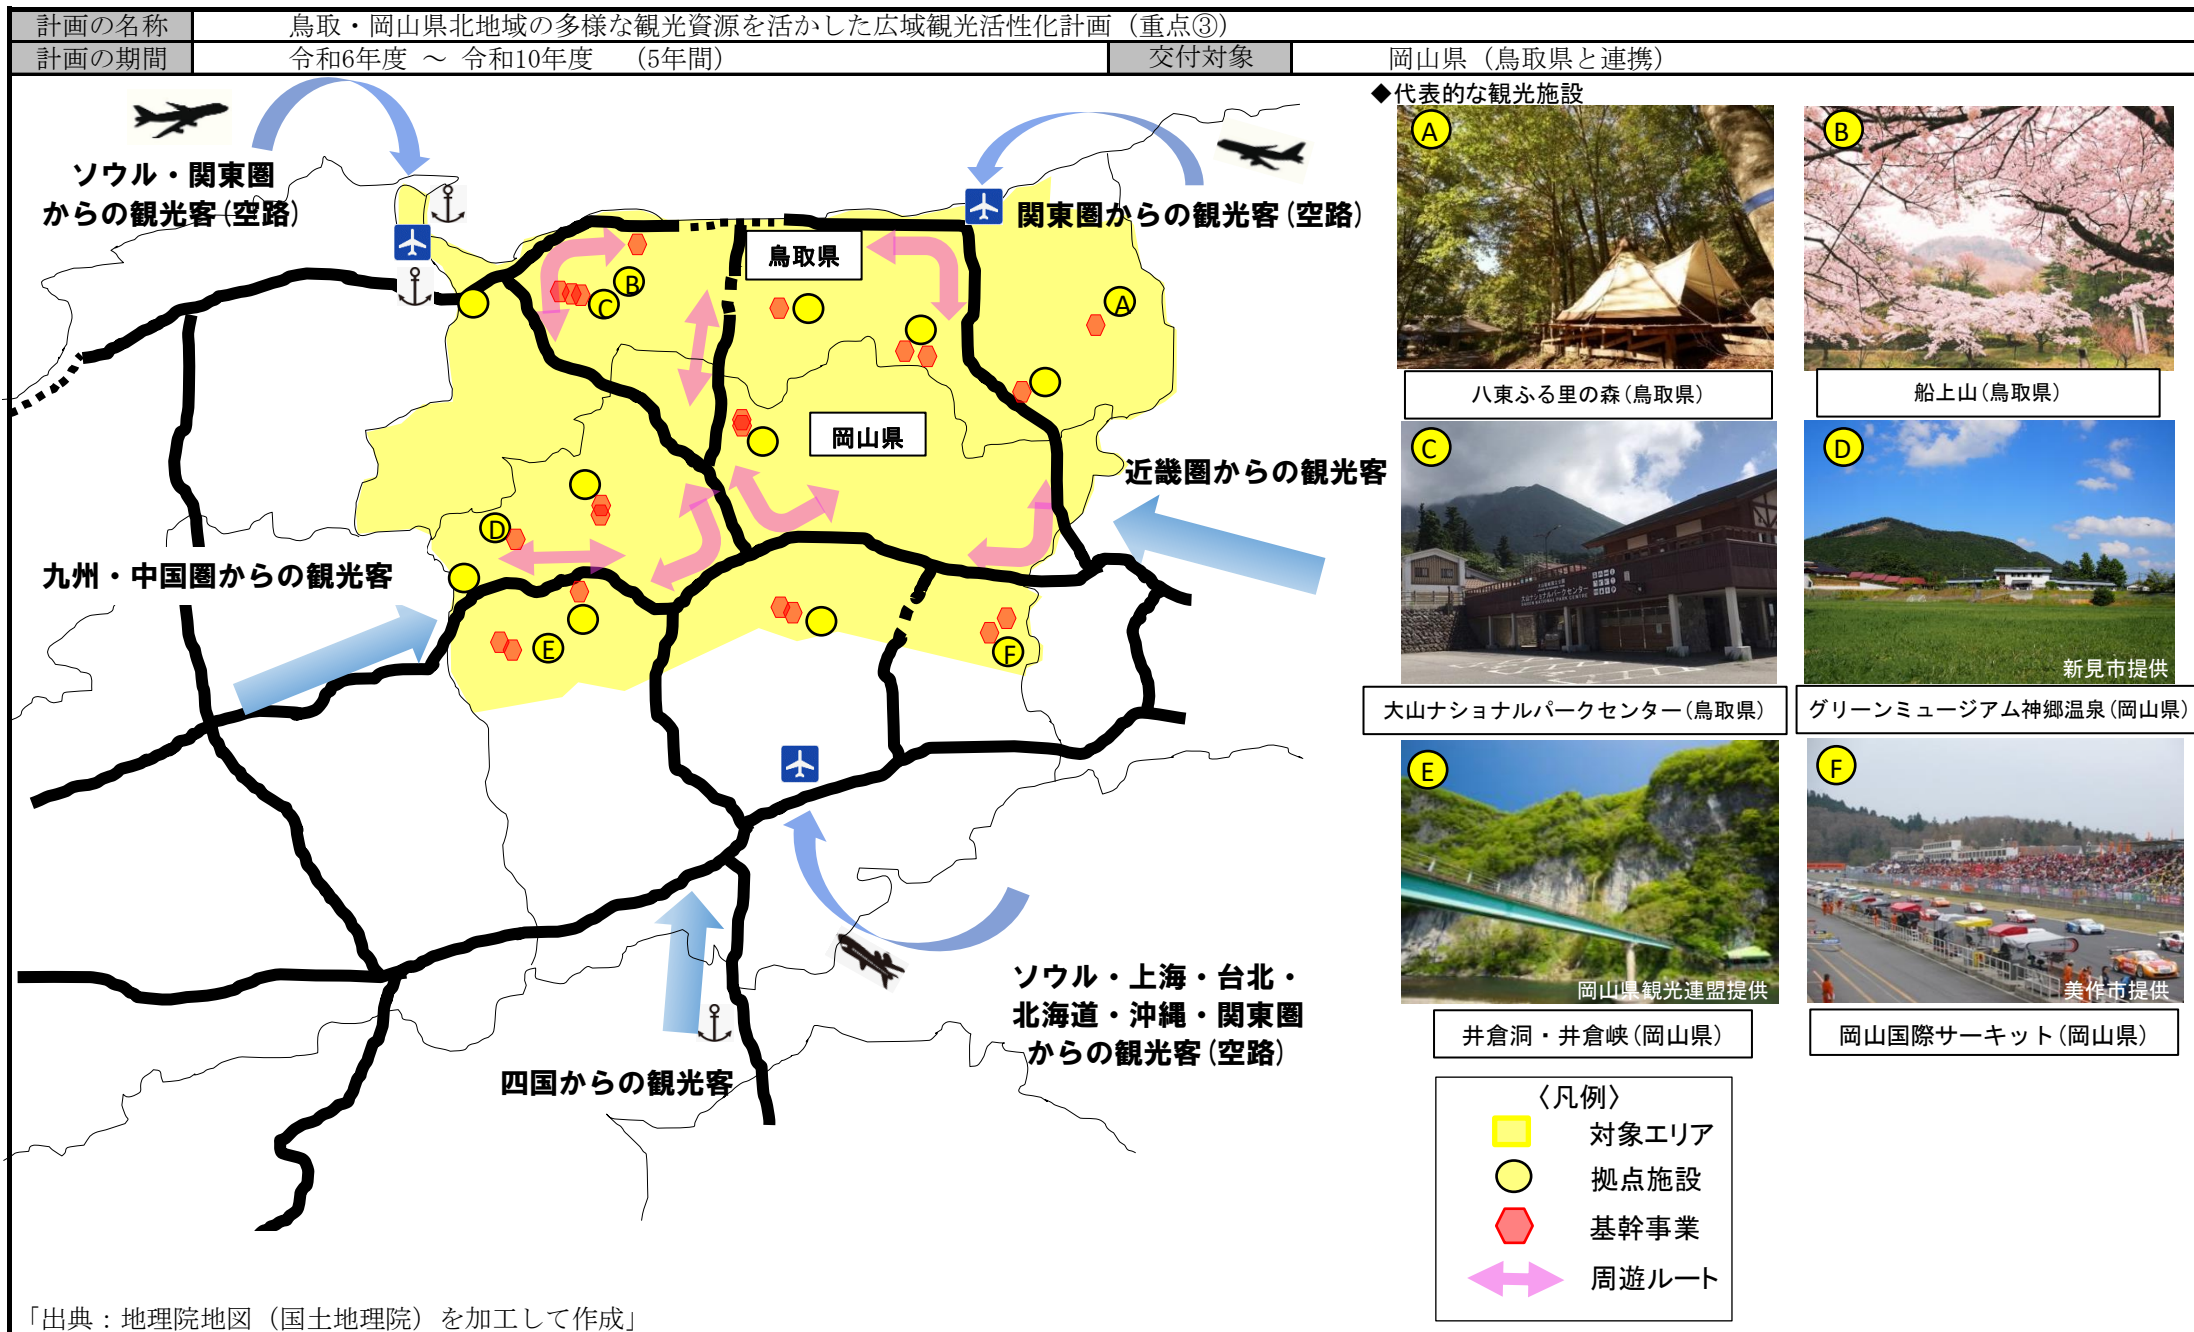 計画の名称 鳥取・岡山県北地域の多様な観光資源を活かした広域観光活性化計画（重点③）
計画の期間 令和6年度 ～ 令和10年度 （5年間） 交付対象 岡山県（鳥取県と連携）
◆代表的な観光施設
ソウル・関東圏
からの観光客(空路)
関東圏からの観光客(空路)
鳥取県
岡山県
近畿圏からの観光客
九州・中国圏からの観光客
四国からの観光客
ソウル・上海・台北・
北海道・沖縄・関東圏
からの観光客(空路)
A
B
C
D
E
F
A
八東ふる里の森(鳥取県)
B
船上山(鳥取県)
C
大山ナショナルパークセンター
大山ナショナルパークセンター(鳥取県)
D
新見市提供
グリーンミュージアム神郷温泉(岡山県)
E
岡山県観光連盟提供
井倉洞・井倉峡(岡山県)
F
美作市提供
岡山国際サーキット(岡山県)
〈凡例〉
対象エリア
拠点施設
基幹事業
周遊ルート
「出典：地理院地図（国土地理院）を加工して作成」